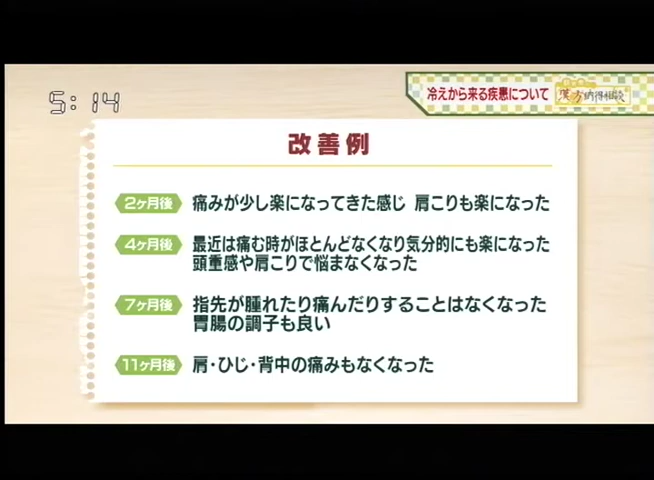 5:14
冷えから来る疾患について
漢方納得相談
改善例
2ヶ月後 痛みが少し楽になってきた感じ 肩こりも楽になった
4ヶ月後 最近は痛む時がほとんどなくなり気分的にも楽になった
頭重感や肩こりで悩まなくなった
7ヶ月後 指先が腫れたり痛んだりすることはなくなった
胃腸の調子も良い
11ヶ月後 肩・ひじ・背中の痛みもなくなった